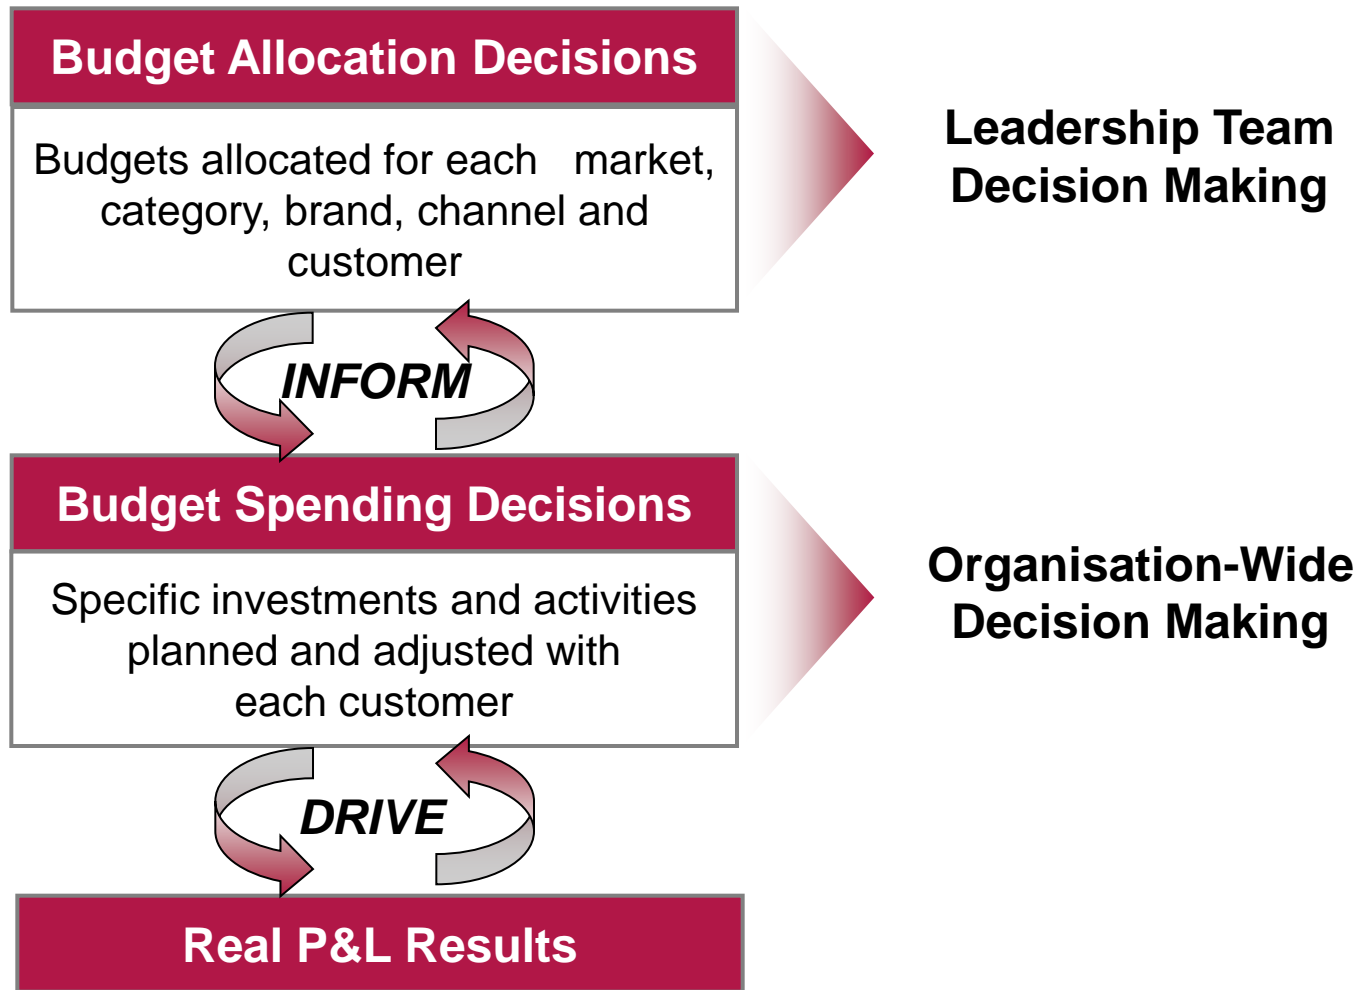 Budget Allocation Decisions
Budgets allocated for each   market,
category, brand, channel and
customer
Leadership Team
Decision Making
INFORM
Budget Spending Decisions
Specific investments and activities
planned and adjusted with
each customer
Organisation-Wide
Decision Making
DRIVE
Real P&L Results